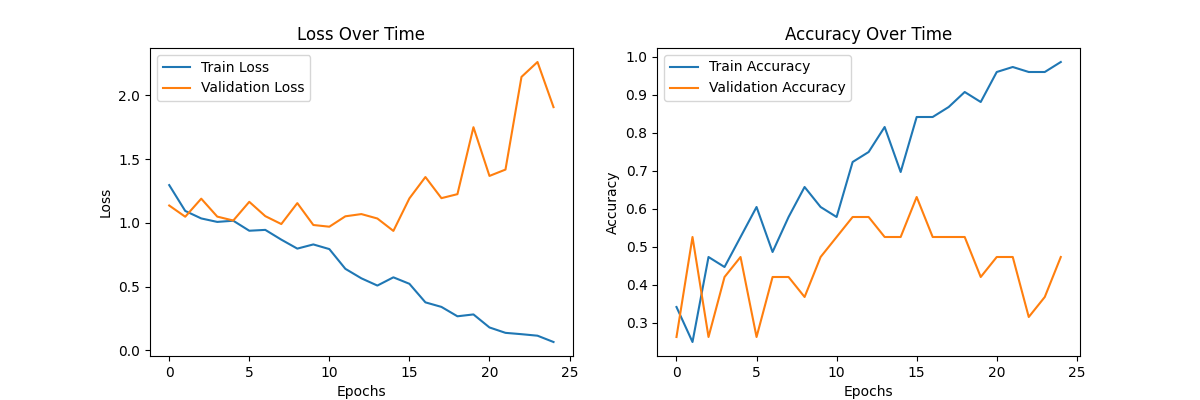 Loss Over Time
Train Loss
Validation Loss
2.0
1.5
1.0
0.5
0.0
Loss
0 5 10 15 20 25
Epochs
Accuracy Over Time
Train Accuracy
Validation Accuracy
1.0
0.9
0.8
0.7
0.6
0.5
0.4
0.3
Accuracy
0 5 10 15 20 25
Epochs